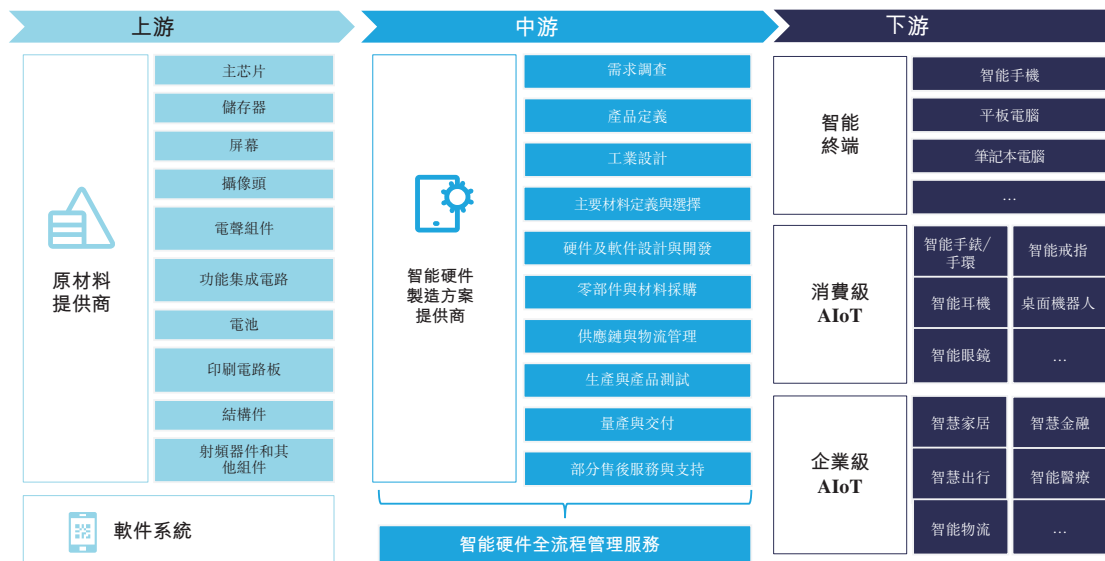 上游
原材料
提供商
主芯片
儲存器
屏幕
攝像頭
電聲組件
功能集成電路
電池
印刷電路板
結構件
射頻器件和其
他組件
軟件系統
中游
智能硬件
製造方案
提供商
需求調查
產品定義
工業設計
主要材料定義與選擇
硬件及軟件設計與開發
零部件與材料採購
供應鏈與物流管理
生產與產品測試
量產與交付
部分售後服務與支持
智能硬件全流程管理服務
下游
智能
終端
智能手機
平板電腦
筆記本電腦
…
消費級
AIoT
智能手錶/
手環
智能戒指
智能耳機
桌面機器人
智能眼鏡
…
企業級
AIoT
智慧家居
智慧金融
智慧出行
智能醫療
智能物流
…